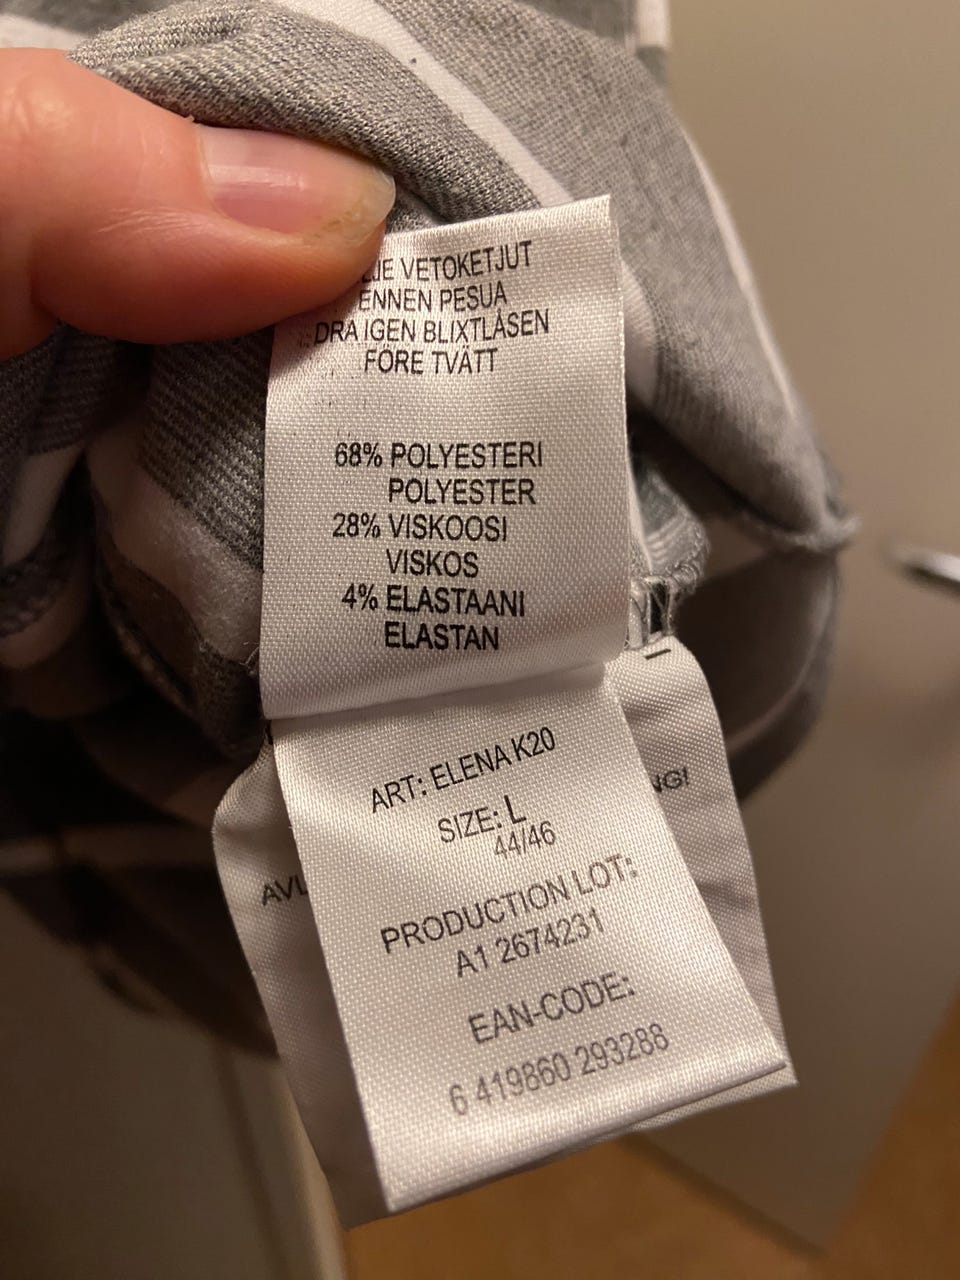 VETOKETJUT
ENNEN PESUA
DRA IGEN BLIXTLÅSEN
FÖRE TVÄTT
68% POLYESTERI
POLYESTER
28% VISKOOSI
VISKOS
4% ELASTAANI
ELASTAN
ART: ELENA K20
SIZE: L
44/46
PRODUCTION LOT:
A1 2674231
EAN-CODE:
6 419860 293288